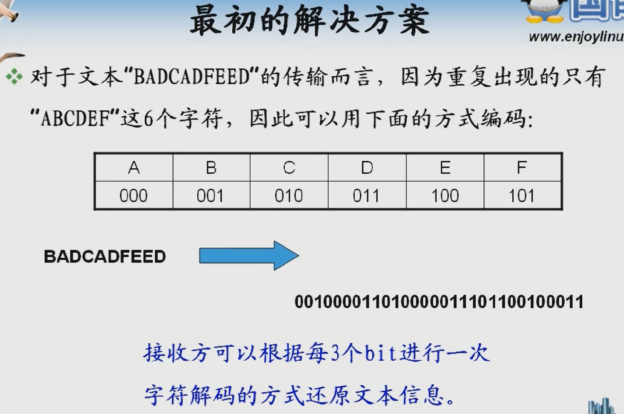 最初的解决方案
www.enjoylinu
对于文本"BADCADFEED"的传输而言，因为重复出现的只有
"ABCDEF"这6个字符，因此可以用下面的方式编码:
A B C D E F
000 001 010 011 100 101
BADCADFEED
001000011010000011101100100011
接收方可以根据每3个bit进行一次
字符解码的方式还原文本信息。